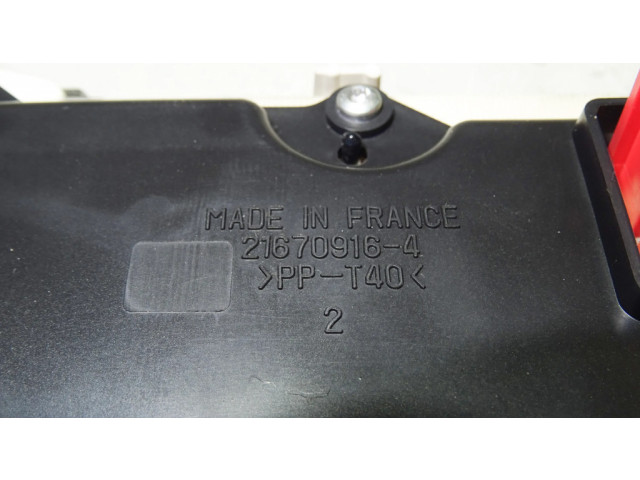 MADE IN FRANCE
21670916-4
>PP-T40<
2